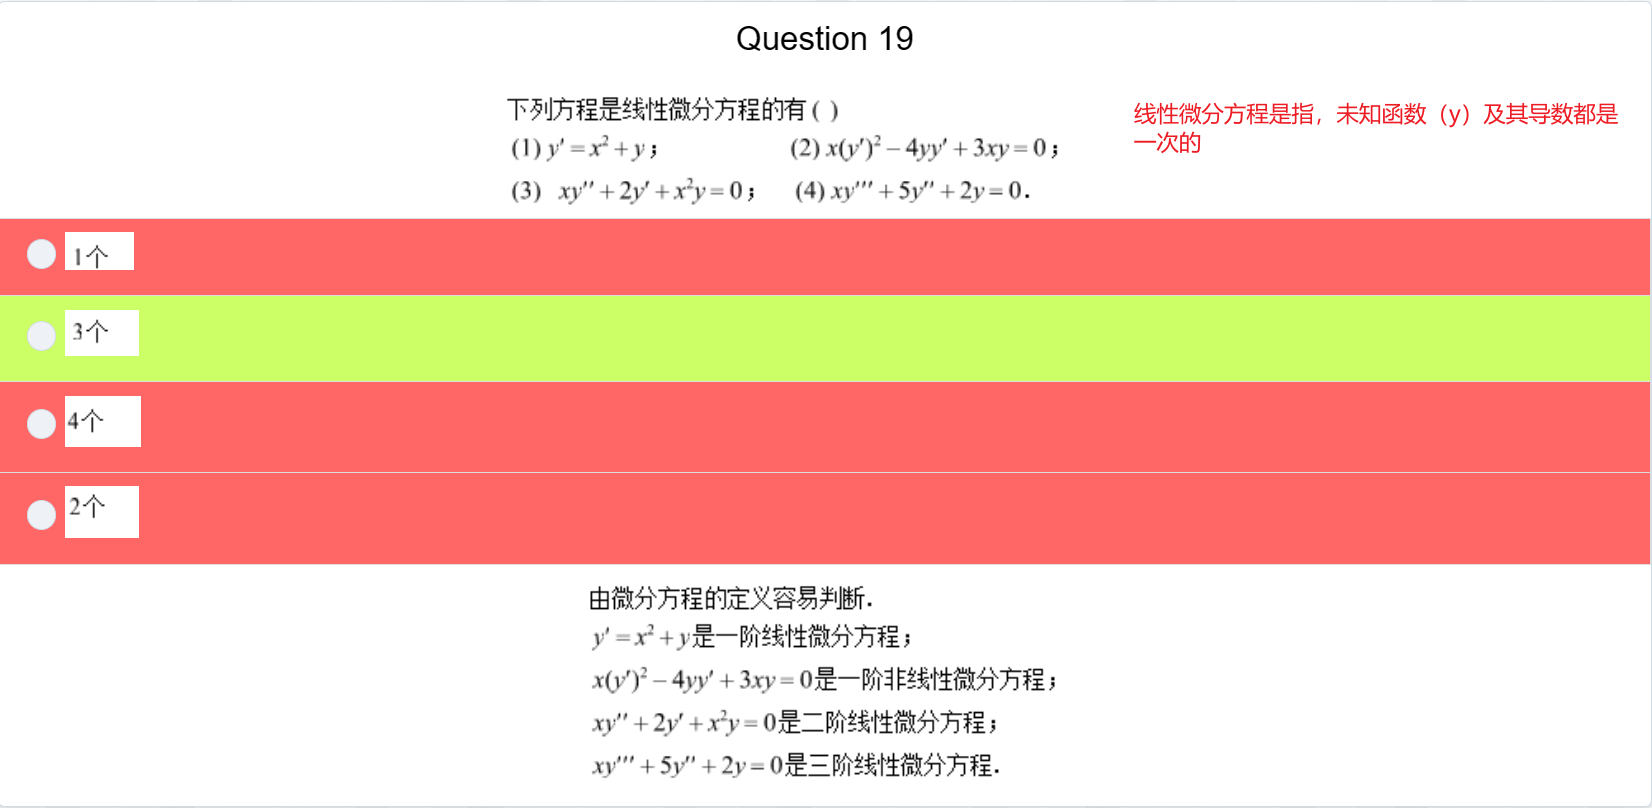 Question 19
下列方程是线性微分方程的有 ( )
(1) y′ = x² + y；  (2) x(y′)² − 4yy′ + 3xy = 0；
(3) xy″ + 2y′ + x²y = 0；  (4) xy‴ + 5y″ + 2y = 0．
线性微分方程是指，未知函数（y）及其导数都是
一次的
1个
3个
4个
2个
由微分方程的定义容易判断．
y′ = x² + y是一阶线性微分方程；
x(y′)² − 4yy′ + 3xy = 0是一阶非线性微分方程；
xy″ + 2y′ + x²y = 0是二阶线性微分方程；
xy‴ + 5y″ + 2y = 0是三阶线性微分方程．